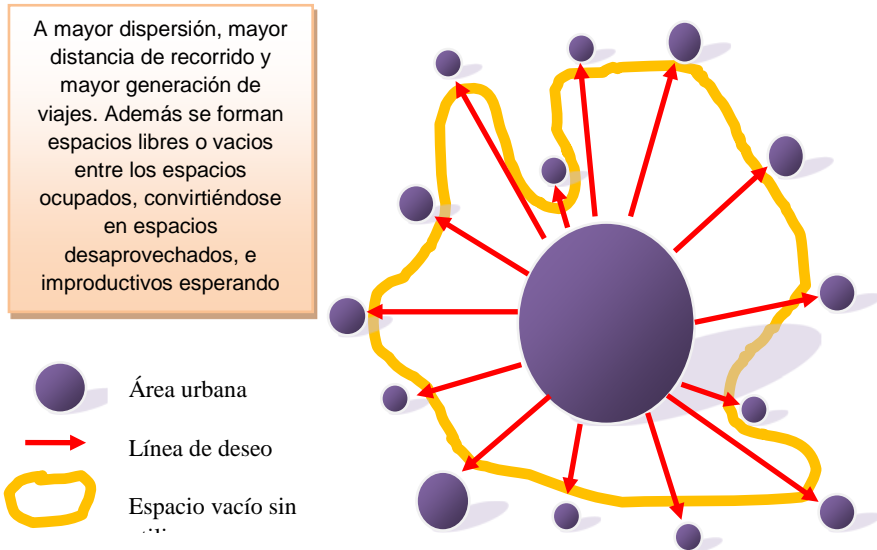 A mayor dispersión, mayor
distancia de recorrido y
mayor generación de
viajes. Además se forman
espacios libres o vacios
entre los espacios
ocupados, convirtiéndose
en espacios
desaprovechados, e
improductivos esperando
Área urbana
Línea de deseo
Espacio vacío sin